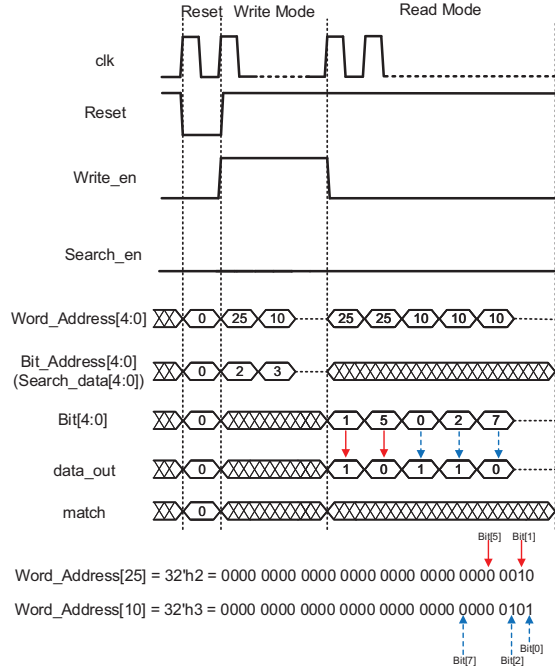 Reset Write Mode Read Mode
clk
Reset
Write_en
Search_en
Word_Address[4:0] 0 25 10 25 25 10 10 10
Bit_Address[4:0] 0 2 3
(Search_data[4:0])
Bit[4:0] 0 1 5 0 2 7
data_out 0 1 0 1 1 0
match 0
Bit[5] Bit[1]
Word_Address[25] = 32'h2 = 0000 0000 0000 0000 0000 0000 0000 0010
Word_Address[10] = 32'h3 = 0000 0000 0000 0000 0000 0000 0000 0101
Bit[0]
Bit[7] Bit[2]